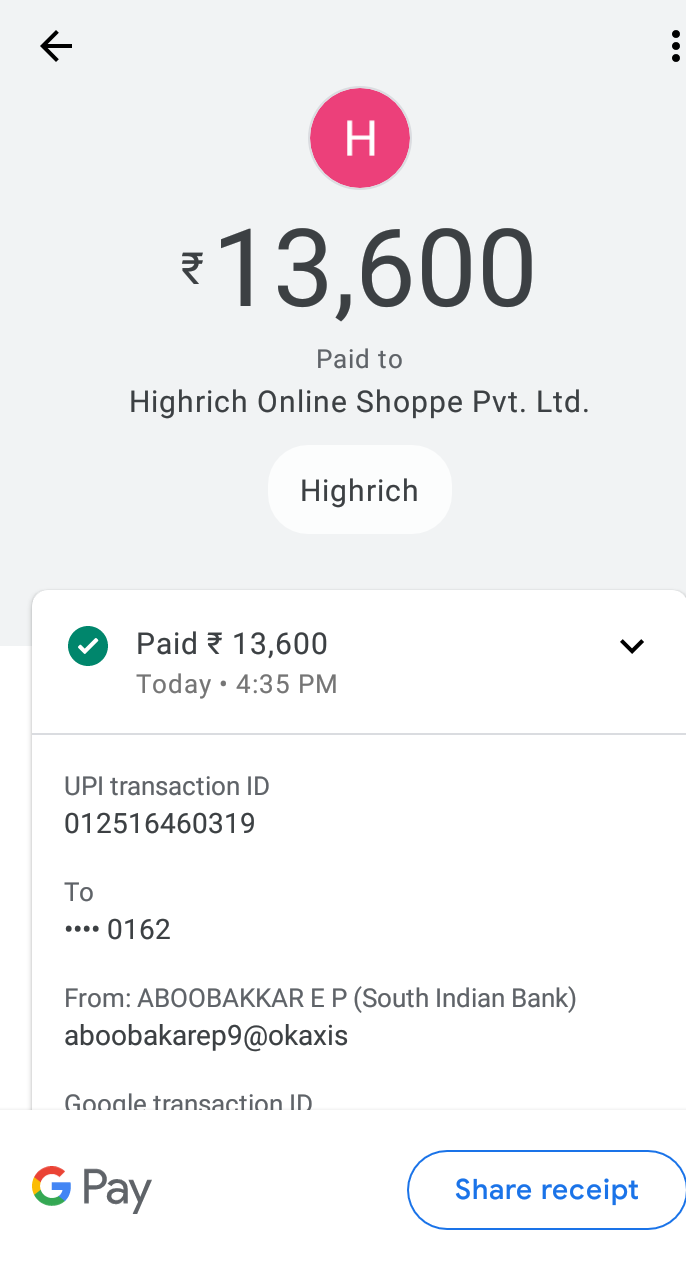 H
₹13,600
Paid to
Highrich Online Shoppe Pvt. Ltd.
Highrich
Paid ₹ 13,600
Today • 4:35 PM
UPI transaction ID
012516460319
To
•••• 0162
From: ABOOBAKKAR E P (South Indian Bank)
aboobakarep9@okaxis
Google transaction ID
G Pay
Share receipt